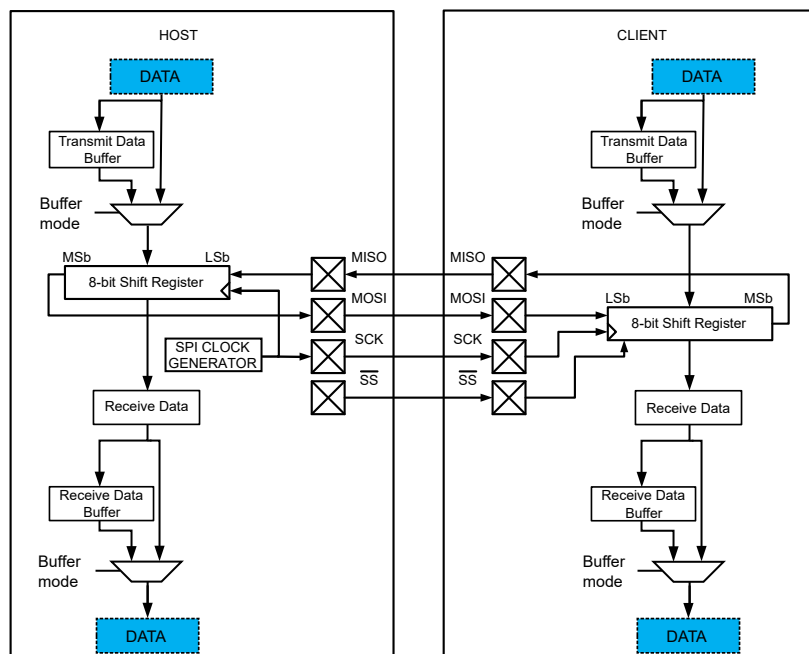 HOST
DATA
Transmit Data
Buffer
Buffer
mode
MSb
LSb
8-bit Shift Register
SPI CLOCK
GENERATOR
Receive Data
Receive Data
Buffer
Buffer
mode
DATA
MISO
MOSI
SCK
SS
CLIENT
DATA
Transmit Data
Buffer
Buffer
mode
MISO
MOSI
SCK
SS
LSb
MSb
8-bit Shift Register
Receive Data
Receive Data
Buffer
Buffer
mode
DATA